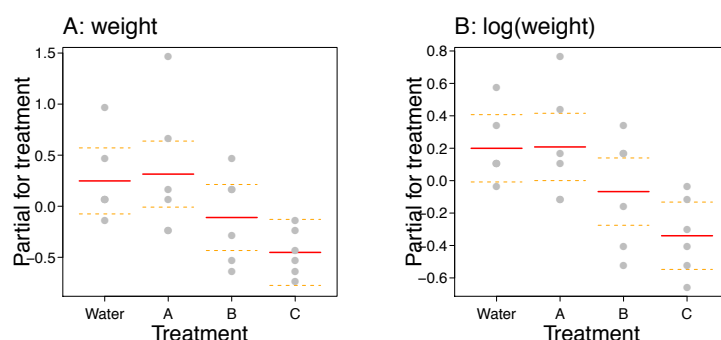 A: weight
Partial for treatment
1.5
1.0
0.5
0.0
−0.5
Water A B C
Treatment
B: log(weight)
Partial for treatment
0.8
0.6
0.4
0.2
0.0
−0.2
−0.4
−0.6
Water A B C
Treatment